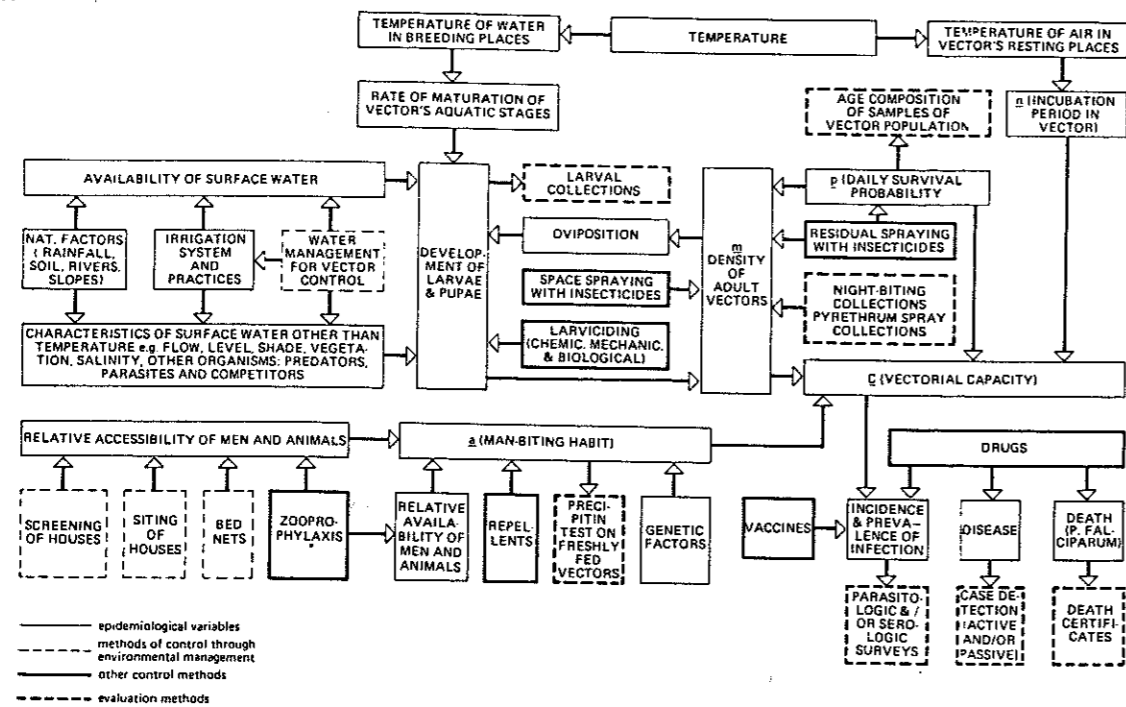 TEMPERATURE OF WATER
IN BREEDING PLACES
TEMPERATURE
TEMPERATURE OF AIR IN
VECTOR'S RESTING PLACES
RATE OF MATURATION OF
VECTOR'S AQUATIC STAGES
AGE COMPOSITION
OF SAMPLES OF
VECTOR POPULATION
n (INCUBATION
PERIOD IN
VECTOR)
AVAILABILITY OF SURFACE WATER
LARVAL
COLLECTIONS
p (DAILY SURVIVAL
PROBABILITY
NAT. FACTORS
(RAINFALL,
SOIL, RIVERS.
SLOPES)
IRRIGATION
SYSTEM
AND
PRACTICES
WATER
MANAGEMENT
FOR VECTOR
CONTROL
DEVELOP-
MENT OF
LARVAE
& PUPAE
OVIPOSITION
m
DENSITY
OF
ADULT
VECTORS
RESIDUAL SPRAYING
WITH INSECTICIDES
SPACE SPRAYING
WITH INSECTICIDES
NIGHT-BITING
COLLECTIONS
PYRETHRUM SPRAY
COLLECTIONS
CHARACTERISTICS OF SURFACE WATER OTHER THAN
TEMPERATURE e.g. FLOW, LEVEL, SHADE, VEGETA-
TION, SALINITY, OTHER ORGANISMS: PREDATORS,
PARASITES AND COMPETITORS
LARVICIDING
(CHEMIC. MECHANIC.
& BIOLOGICAL)
C (VECTORIAL CAPACITY)
RELATIVE ACCESSIBILITY OF MEN AND ANIMALS
a (MAN-BITING HABIT)
DRUGS
SCREENING
OF HOUSES
SITING
OF
HOUSES
BED
NETS
ZOOPRO-
PHYLAXIS
RELATIVE
AVAILA-
BILITY OF
MEN AND
ANIMALS
REPEL-
LENTS
PRECI-
PITIN
TEST ON
FRESHLY
FED
VECTORS
GENETIC
FACTORS
VACCINES
INCIDENCE
& PREVA-
LENCE OF
INFECTION
DISEASE
DEATH
(P. FAL-
CIPARUM)
PARASITO-
LOGIC & /
OR SERO-
LOGIC
SURVEYS
CASE DE-
TECTION
(ACTIVE
AND/OR
PASSIVE)
DEATH
CERTIFI-
CATES
epidemiological variables
methods of control through
environmental management
other control methods
evaluation methods